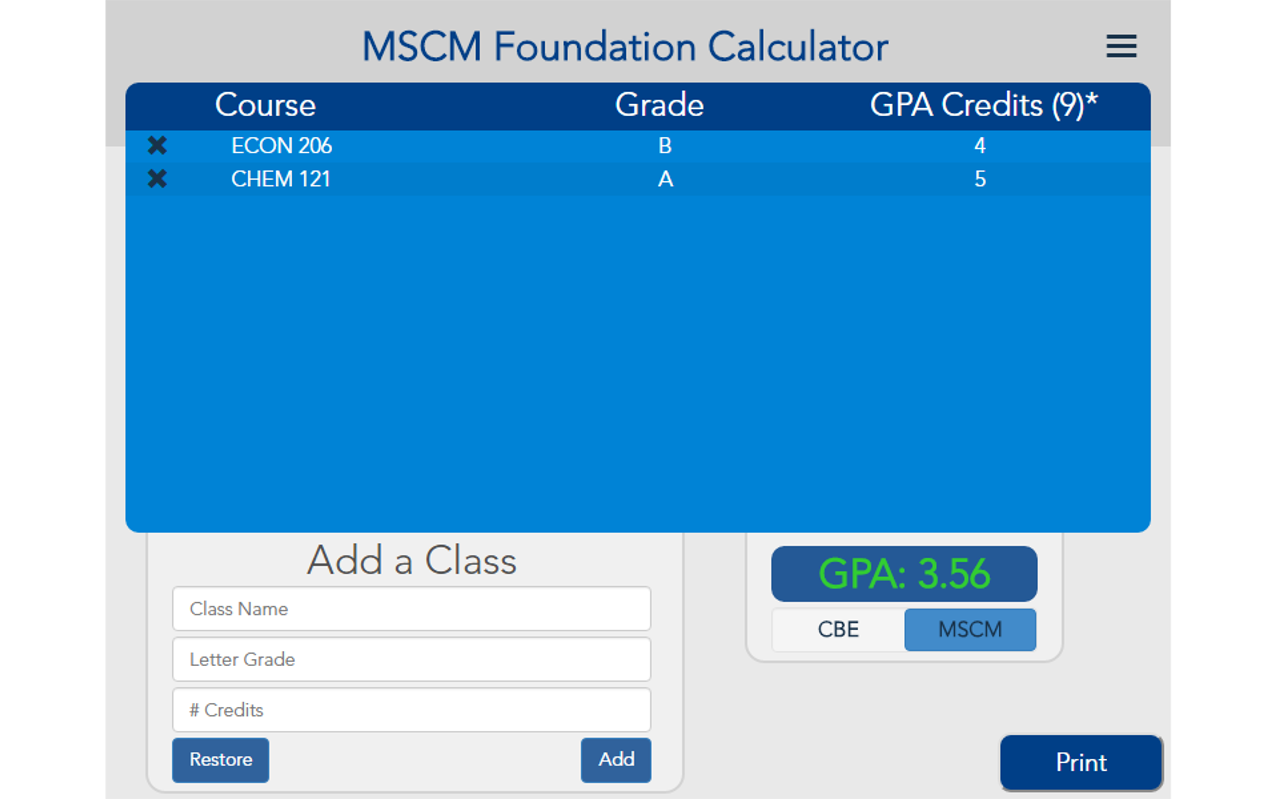 MSCM Foundation Calculator
Course Grade GPA Credits (9)*
ECON 206 B 4
CHEM 121 A 5
Add a Class
Class Name
Letter Grade
# Credits
Restore Add
GPA: 3.56
CBE MSCM
Print